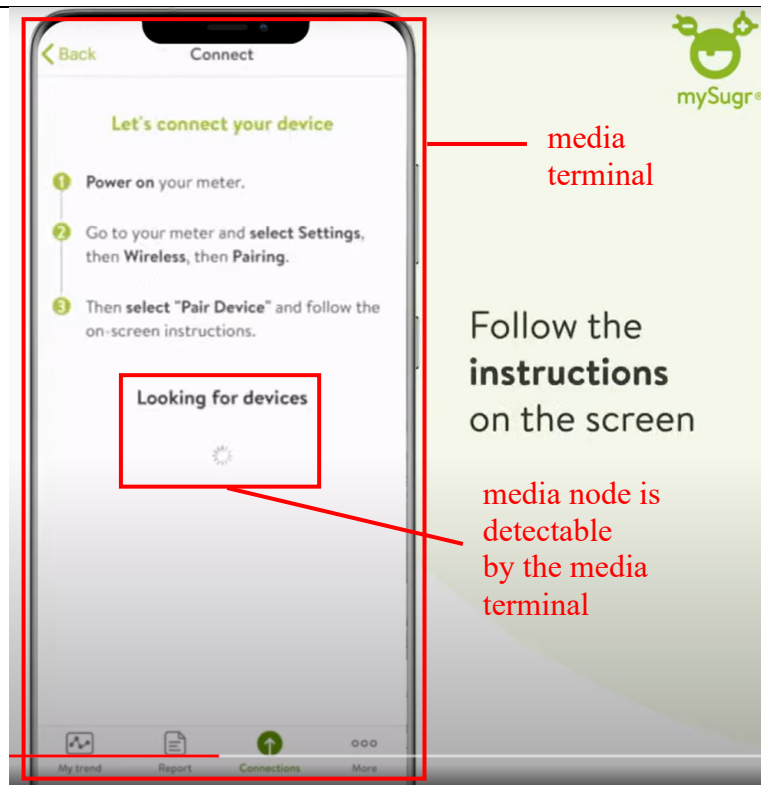 Back
Connect
Let's connect your device
1 Power on your meter.
2 Go to your meter and select Settings,
then Wireless, then Pairing.
3 Then select "Pair Device" and follow the
on-screen instructions.
Looking for devices
My trend
Report
Connections
More
mySugr®
media
terminal
Follow the
instructions
on the screen
media node is
detectable
by the media
terminal